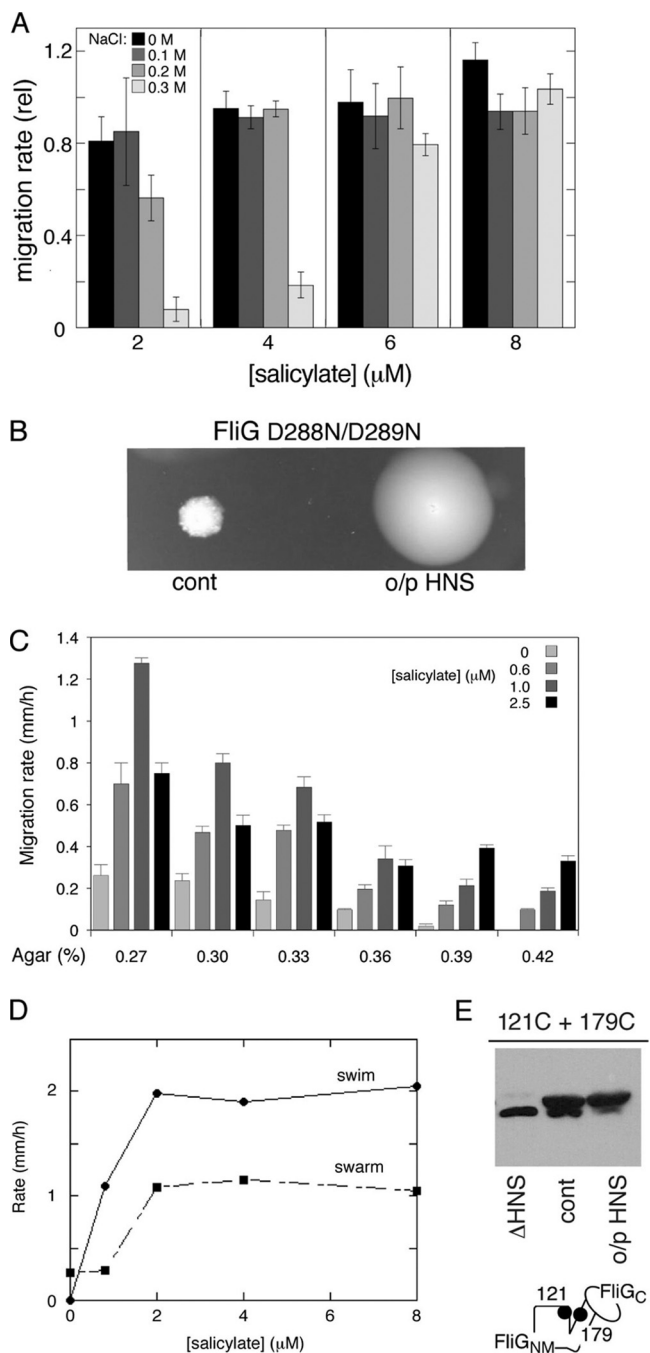 A
NaCl:
0 M
0.1 M
0.2 M
0.3 M
migration rate (rel)
1.2
0.8
0.4
0
2 4 6 8
[salicylate] (μM)
B
FliG D288N/D289N
cont o/p HNS
C
[salicylate] (μM)
0
0.6
1.0
2.5
Migration rate (mm/h)
1.4
1.2
1
0.8
0.6
0.4
0.2
0
Agar (%) 0.27 0.30 0.33 0.36 0.39 0.42
D
swim
swarm
Rate (mm/h)
2
1
0
0 2 4 6 8
[salicylate] (μM)
E
121C + 179C
ΔHNS
cont
o/p HNS
121
FliGC
FliGNM
179